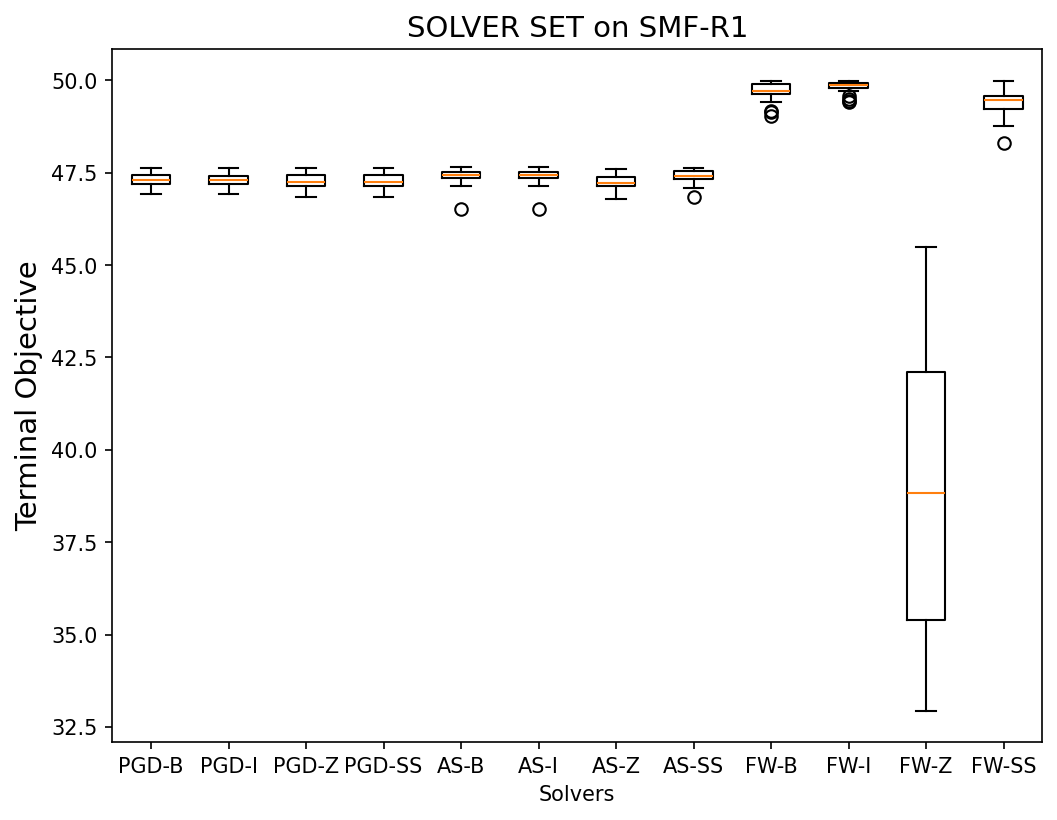 SOLVER SET on SMF-R1
Terminal Objective
50.0
47.5
45.0
42.5
40.0
37.5
35.0
32.5
PGD-B PGD-I PGD-Z PGD-SS AS-B AS-I AS-Z AS-SS FW-B FW-I FW-Z FW-SS
Solvers